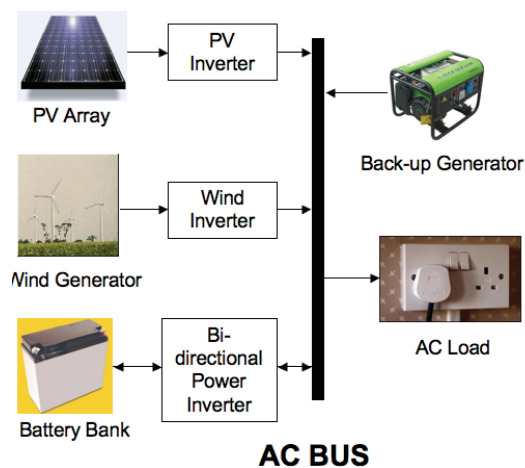 PV
Inverter
PV Array
Back-up Generator
Wind
Inverter
Wind Generator
Bi-
directional
Power
Inverter
AC Load
Battery Bank
AC BUS